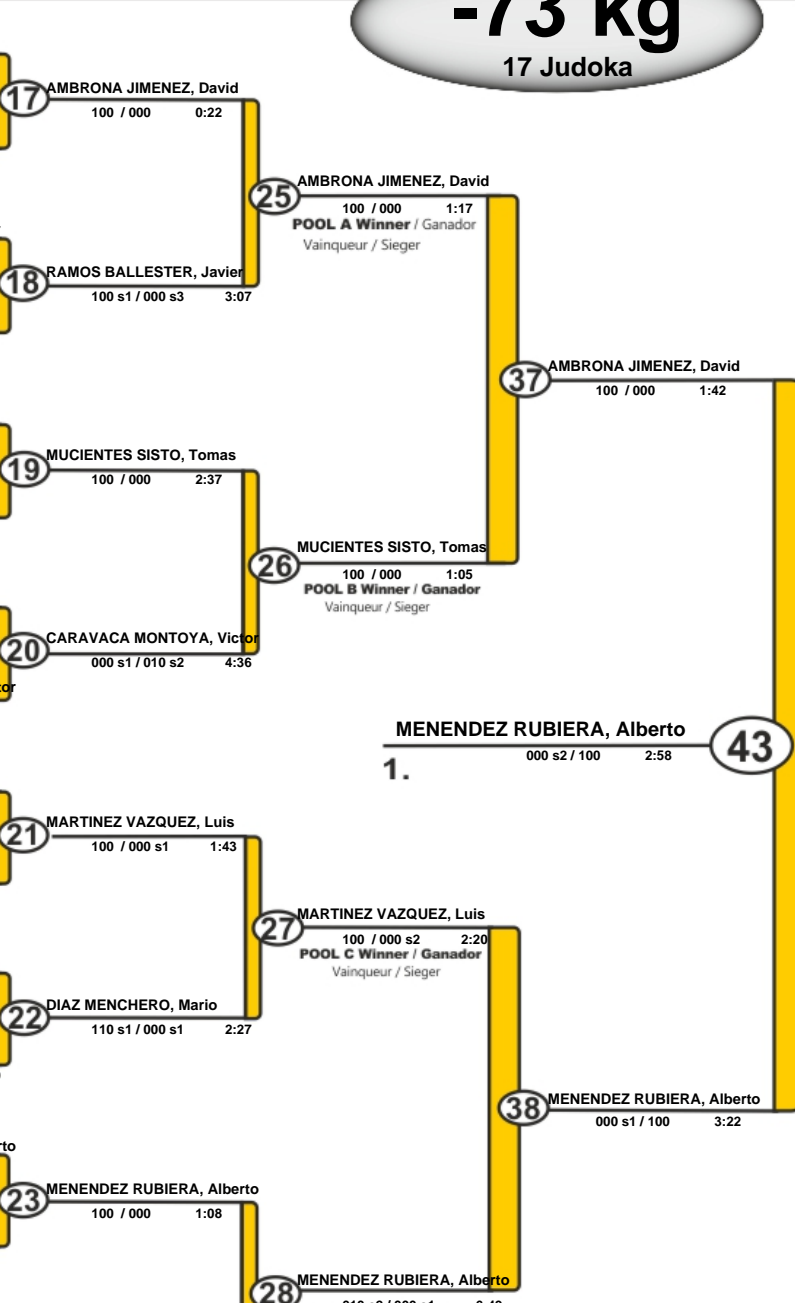 -73 kg
17 Judoka
17
AMBRONA JIMENEZ, David
100 / 000 0:22
25
AMBRONA JIMENEZ, David
100 / 000 1:17
POOL A Winner / Ganador
Vainqueur / Sieger
18
RAMOS BALLESTER, Javier
100 s1 / 000 s3 3:07
37
AMBRONA JIMENEZ, David
100 / 000 1:42
19
MUCIENTES SISTO, Tomas
100 / 000 2:37
26
MUCIENTES SISTO, Tomas
100 / 000 1:05
POOL B Winner / Ganador
Vainqueur / Sieger
20
CARAVACA MONTOYA, Victor
000 s1 / 010 s2 4:36
MENENDEZ RUBIERA, Alberto
43
000 s2 / 100 2:58
1.
21
MARTINEZ VAZQUEZ, Luis
100 / 000 s1 1:43
27
MARTINEZ VAZQUEZ, Luis
100 / 000 s2 2:20
POOL C Winner / Ganador
Vainqueur / Sieger
22
DIAZ MENCHERO, Mario
110 s1 / 000 s1 2:27
38
MENENDEZ RUBIERA, Alberto
000 s1 / 100 3:22
23
MENENDEZ RUBIERA, Alberto
100 / 000 1:08
28
MENENDEZ RUBIERA, Alberto